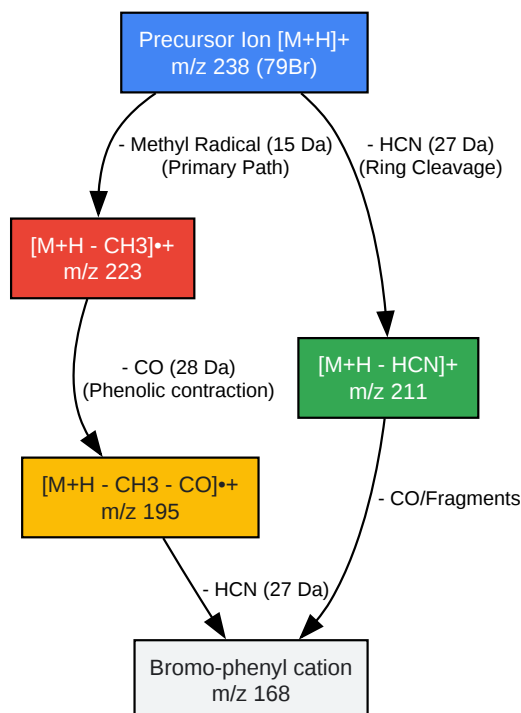 Precursor Ion [M+H]+
m/z 238 (79Br)
- Methyl Radical (15 Da)
(Primary Path)
- HCN (27 Da)
(Ring Cleavage)
[M+H - CH3]•+
m/z 223
- CO (28 Da)
(Phenolic contraction)
[M+H - HCN]+
m/z 211
[M+H - CH3 - CO]•+
m/z 195
- CO/Fragments
- HCN (27 Da)
Bromo-phenyl cation
m/z 168